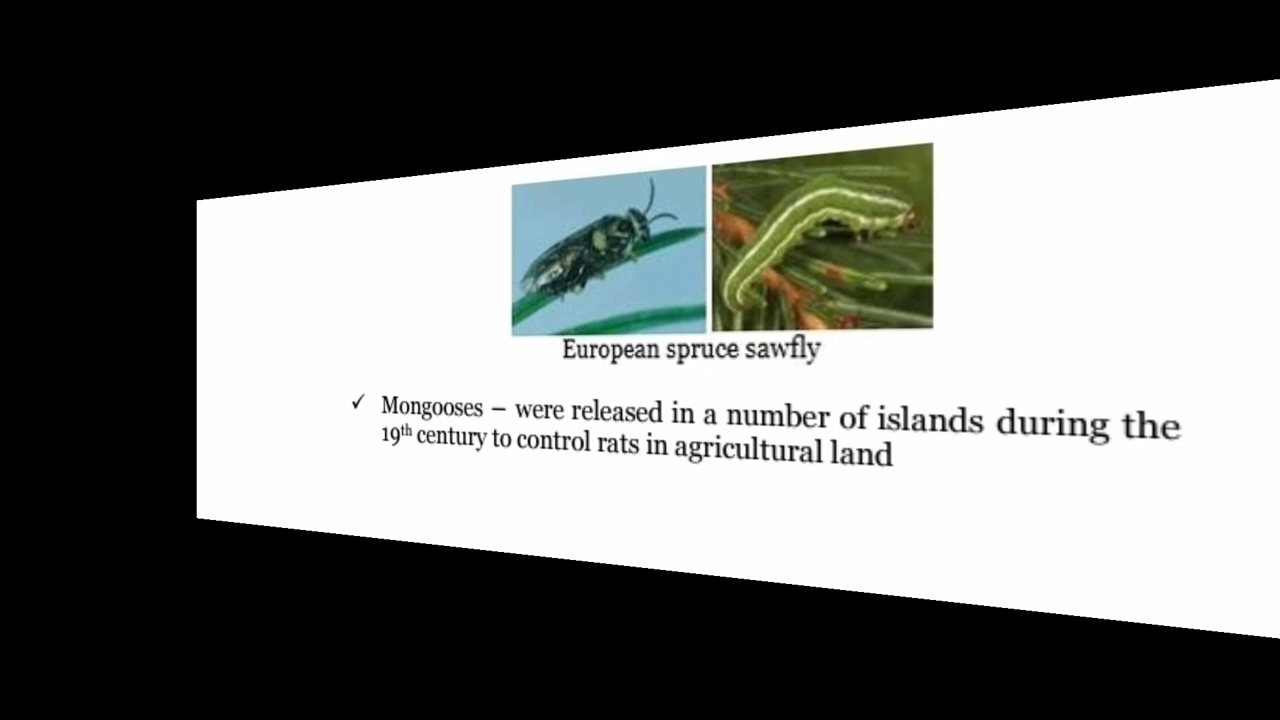 European spruce sawfly
✓ Mongooses – were released in a number of islands during the
19th century to control rats in agricultural land